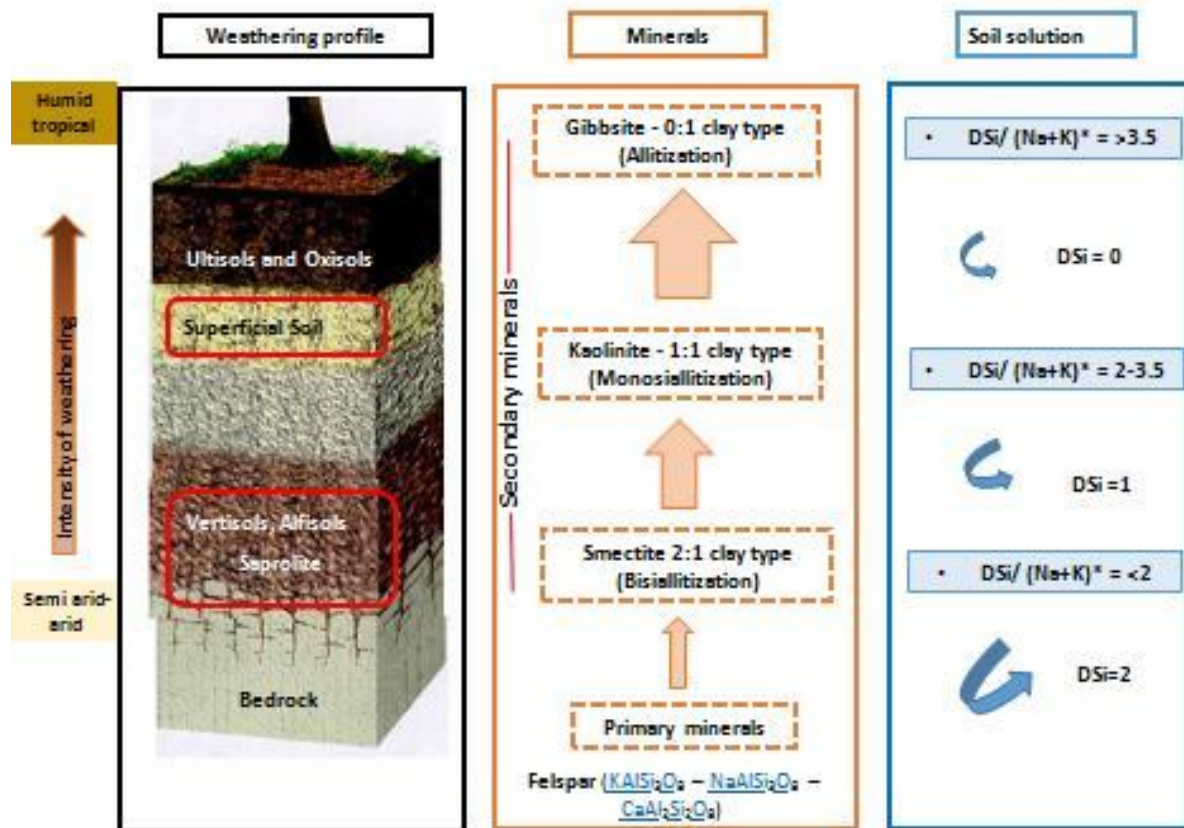 Weathering profile
Minerals
Soil solution
Humid
tropical
Intensity of weathering
Semi arid-
arid
Ultisols and Oxisols
Superficial Soil
Vertisols, Alfisols
Saprolite
Bedrock
Secondary minerals
Gibbsite - 0:1 clay type
(Allitization)
Kaolinite - 1:1 clay type
(Monosiallitization)
Smectite 2:1 clay type
(Bisiallitization)
Primary minerals
Felspar (KAlSi₃O₈ – NaAlSi₃O₈ –
CaAl₂Si₂O₈)
• DSi/ (Na+K)* = >3.5
DSi = 0
• DSi/ (Na+K)* = 2-3.5
DSi =1
• DSi/ (Na+K)* = <2
DSi=2